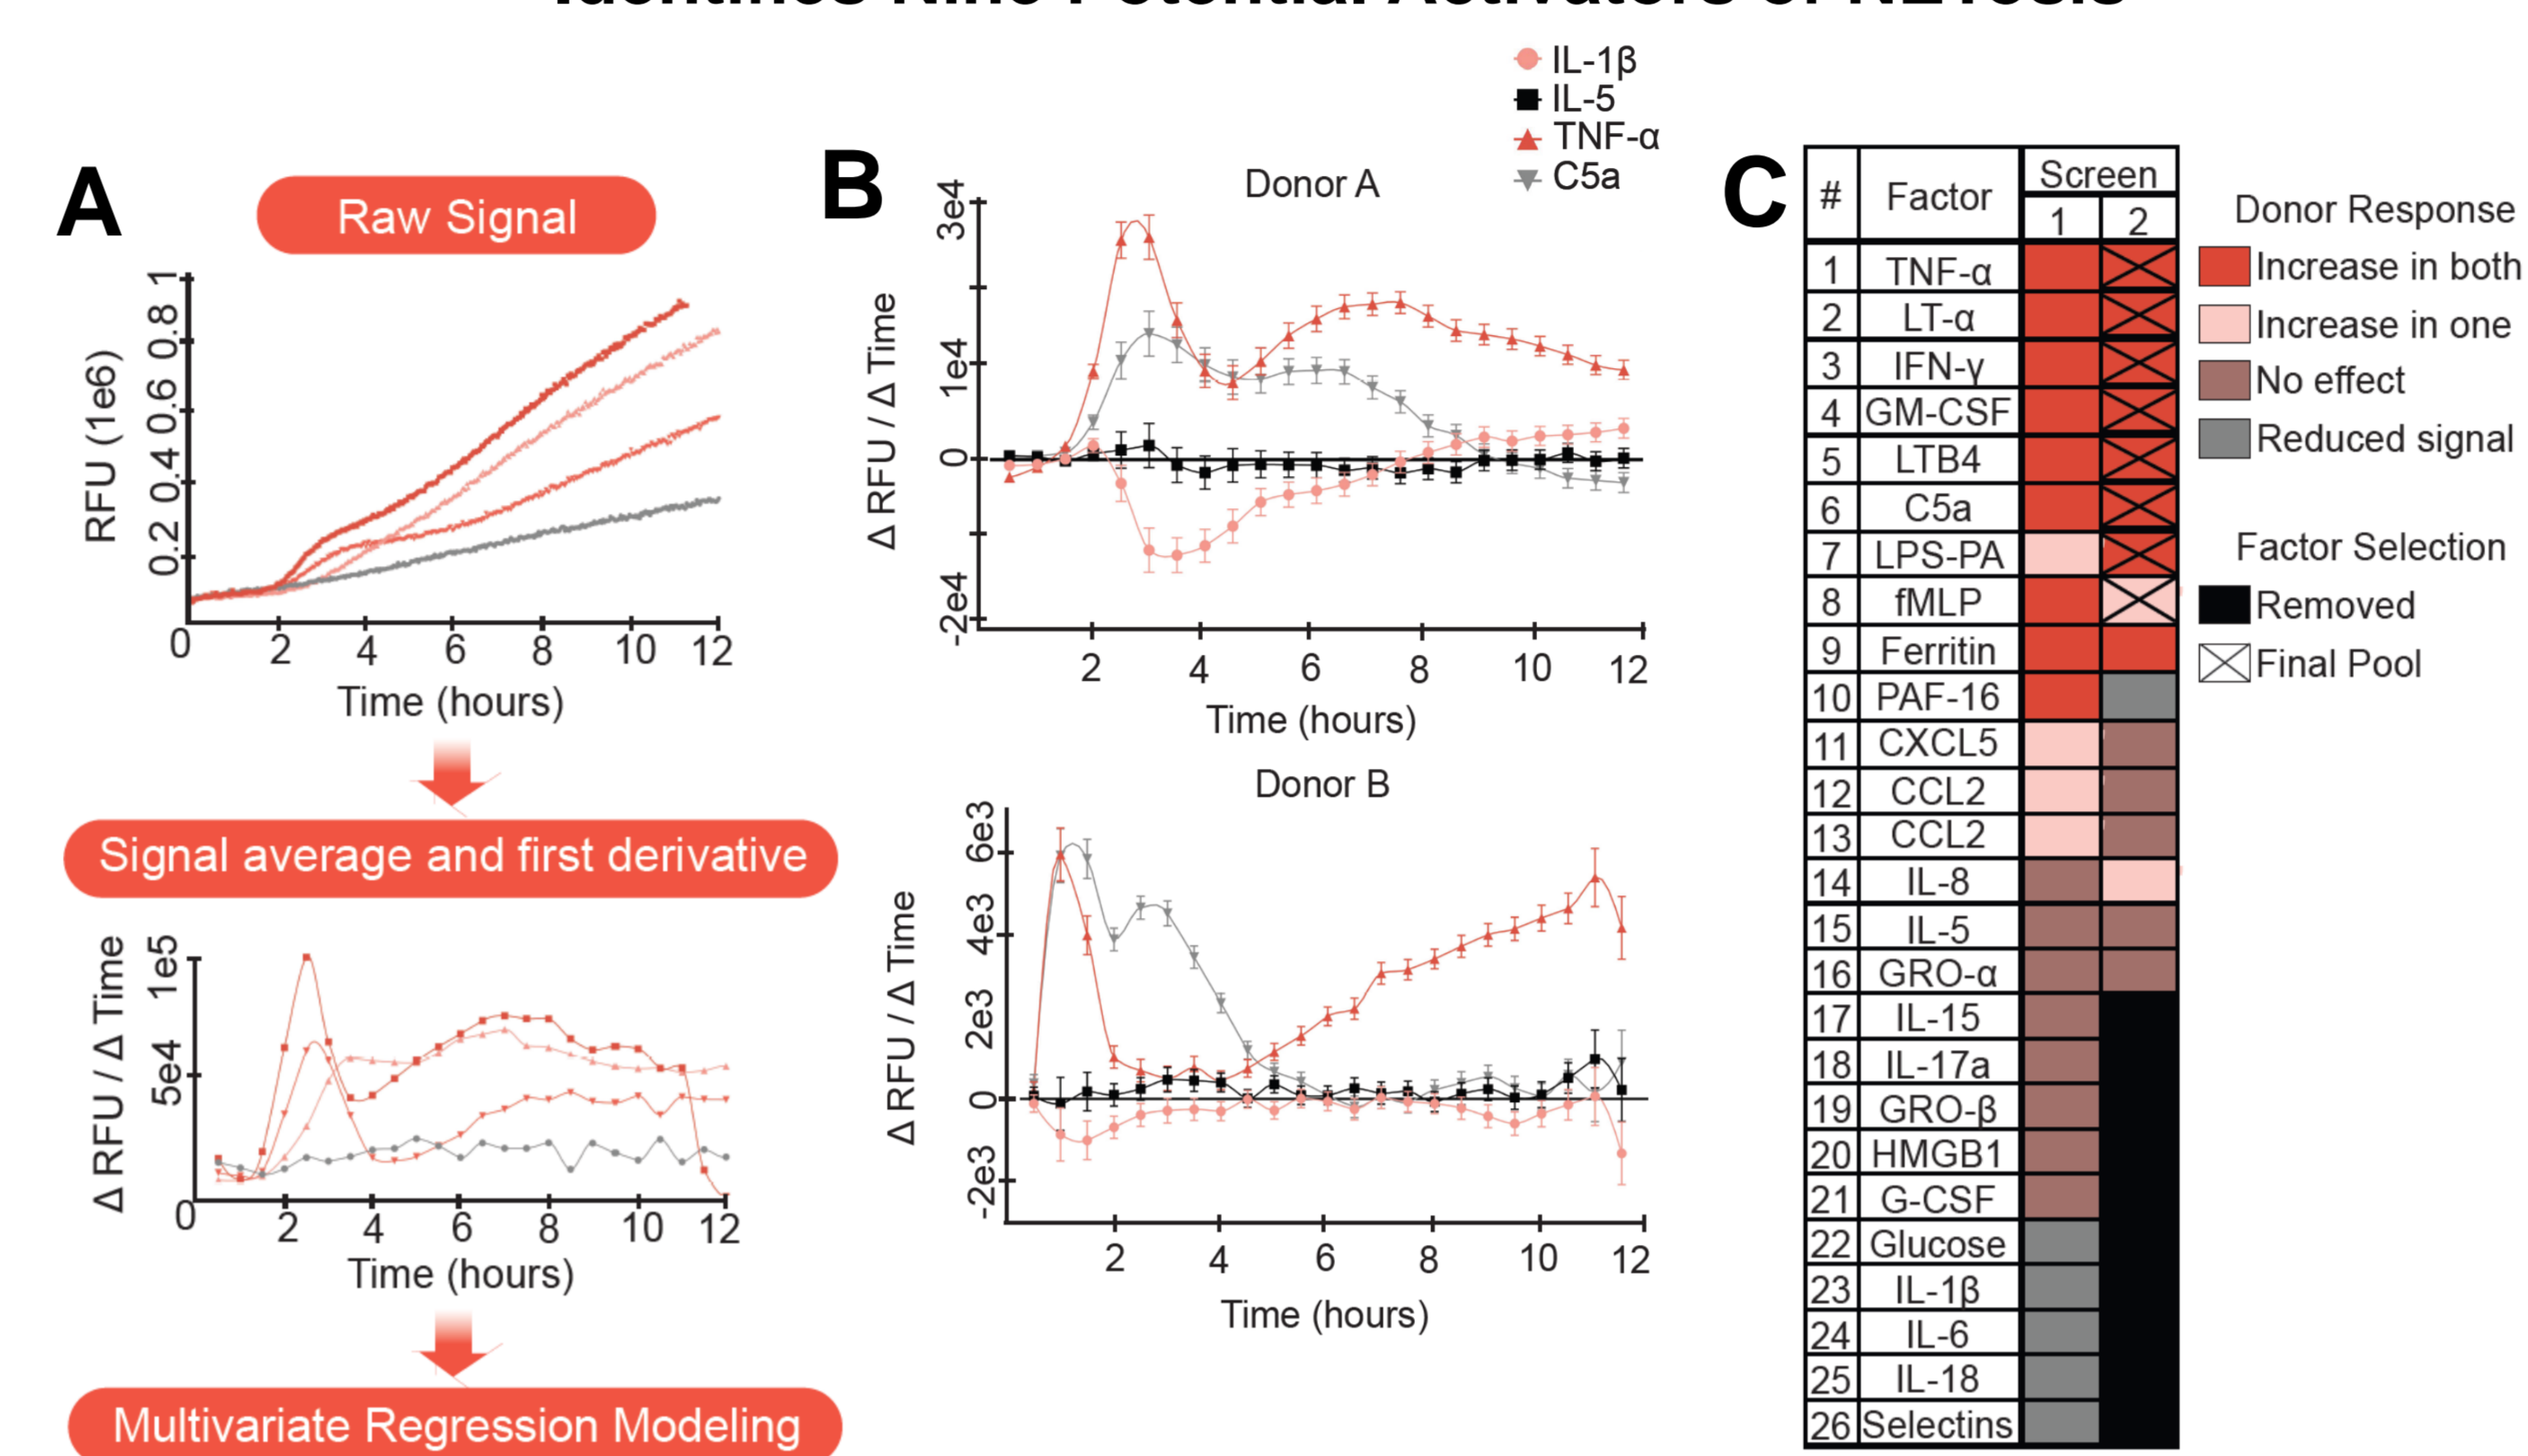 Identifies Nine Potential Activators of NETosis
A
Raw Signal
RFU (1e6)
1
0.8
0.6
0.4
0.2
0 2 4 6 8 10 12
Time (hours)
Signal average and first derivative
Δ RFU / Δ Time
1e5
5e4
0 2 4 6 8 10 12
Time (hours)
Multivariate Regression Modeling
B
IL-1β
IL-5
TNF-α
C5a
Donor A
Δ RFU / Δ Time
3e4
1e4
0
-2e4
2 4 6 8 10 12
Time (hours)
Donor B
Δ RFU / Δ Time
6e3
4e3
2e3
0
-2e3
2 4 6 8 10 12
Time (hours)
C
# Factor Screen
1 2
1 TNF-α
2 LT-α
3 IFN-γ
4 GM-CSF
5 LTB4
6 C5a
7 LPS-PA
8 fMLP
9 Ferritin
10 PAF-16
11 CXCL5
12 CCL2
13 CCL2
14 IL-8
15 IL-5
16 GRO-α
17 IL-15
18 IL-17a
19 GRO-β
20 HMGB1
21 G-CSF
22 Glucose
23 IL-1β
24 IL-6
25 IL-18
26 Selectins
Donor Response
Increase in both
Increase in one
No effect
Reduced signal
Factor Selection
Removed
Final Pool